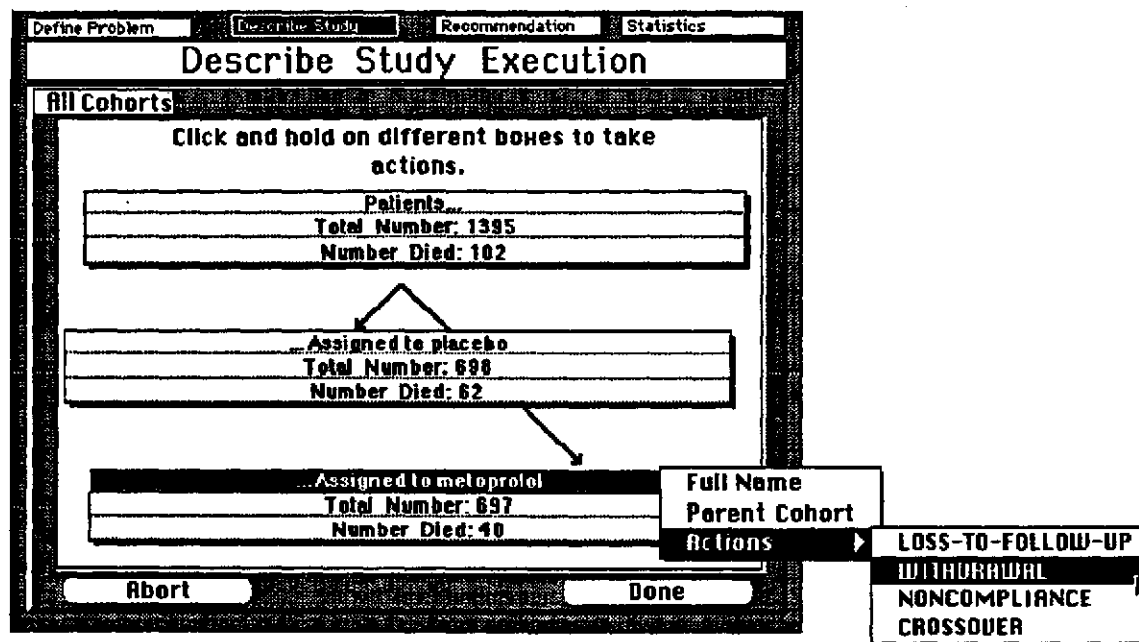 Define Problem Describe Study Recommendation Statistics
Describe Study Execution
All Cohorts
Click and hold on different boxes to take
actions.
Patients...
Total Number: 1395
Number Died: 102
...Assigned to placebo
Total Number: 698
Number Died: 62
...Assigned to metoprolol
Total Number: 697
Number Died: 40
Full Name
Parent Cohort
Actions
LOSS-TO-FOLLOW-UP
WITHDRAWAL
NONCOMPLIANCE
CROSSOVER
Abort Done